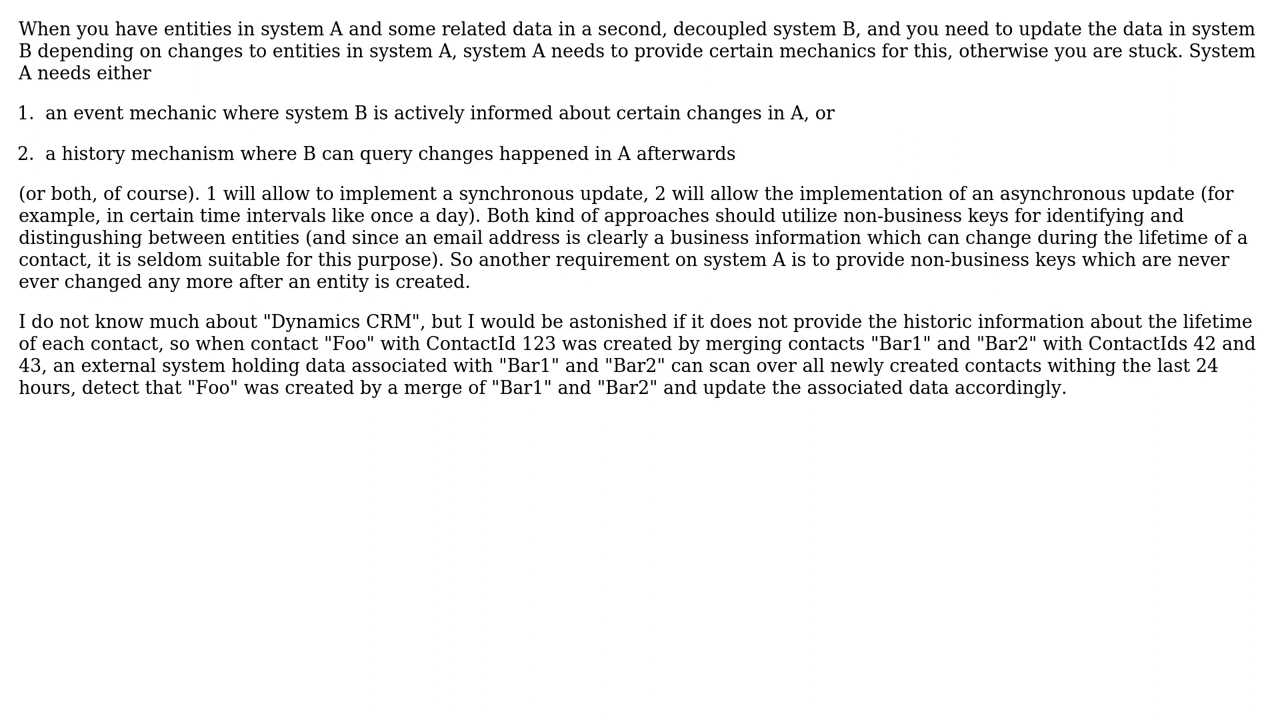 When you have entities in system A and some related data in a second, decoupled system B, and you need to update the data in system
B depending on changes to entities in system A, system A needs to provide certain mechanics for this, otherwise you are stuck. System
A needs either
1. an event mechanic where system B is actively informed about certain changes in A, or
2. a history mechanism where B can query changes happened in A afterwards
(or both, of course). 1 will allow to implement a synchronous update, 2 will allow the implementation of an asynchronous update (for
example, in certain time intervals like once a day). Both kind of approaches should utilize non-business keys for identifying and
distingushing between entities (and since an email address is clearly a business information which can change during the lifetime of a
contact, it is seldom suitable for this purpose). So another requirement on system A is to provide non-business keys which are never
ever changed any more after an entity is created.
I do not know much about "Dynamics CRM", but I would be astonished if it does not provide the historic information about the lifetime
of each contact, so when contact "Foo" with ContactId 123 was created by merging contacts "Bar1" and "Bar2" with ContactIds 42 and
43, an external system holding data associated with "Bar1" and "Bar2" can scan over all newly created contacts withing the last 24
hours, detect that "Foo" was created by a merge of "Bar1" and "Bar2" and update the associated data accordingly.